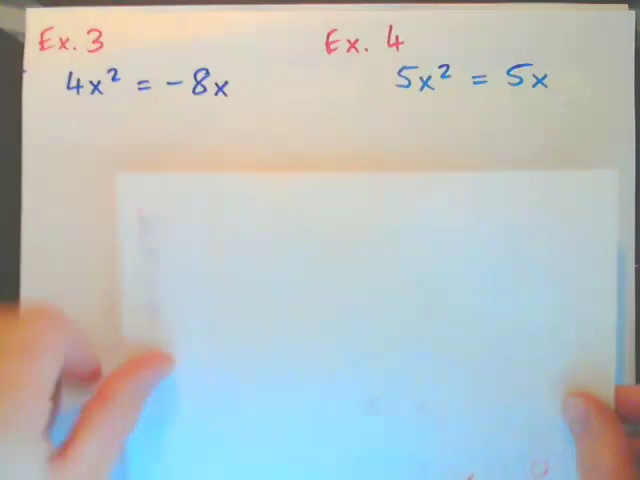 Ex. 3
4x² = -8x
Ex. 4
5x² = 5x